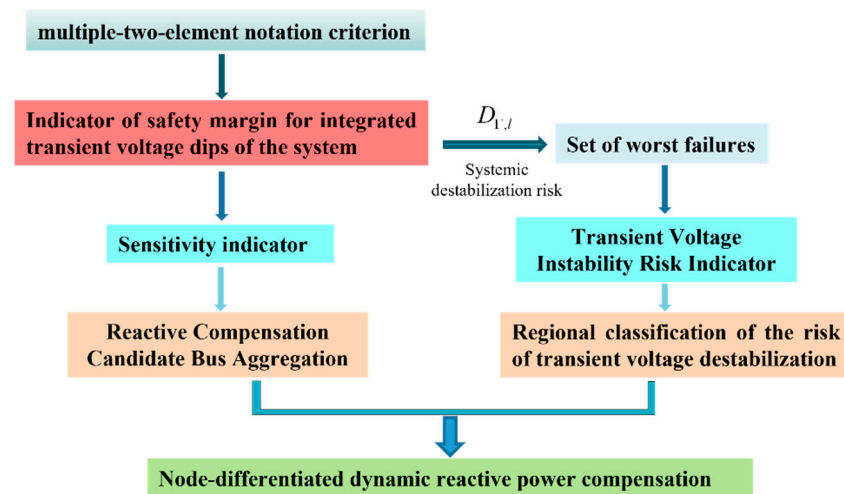 multiple-two-element notation criterion
Indicator of safety margin for integrated
transient voltage dips of the system
D_{V,l}
Systemic
destabilization risk
Set of worst failures
Sensitivity indicator
Transient Voltage
Instability Risk Indicator
Reactive Compensation
Candidate Bus Aggregation
Regional classification of the risk
of transient voltage destabilization
Node-differentiated dynamic reactive power compensation